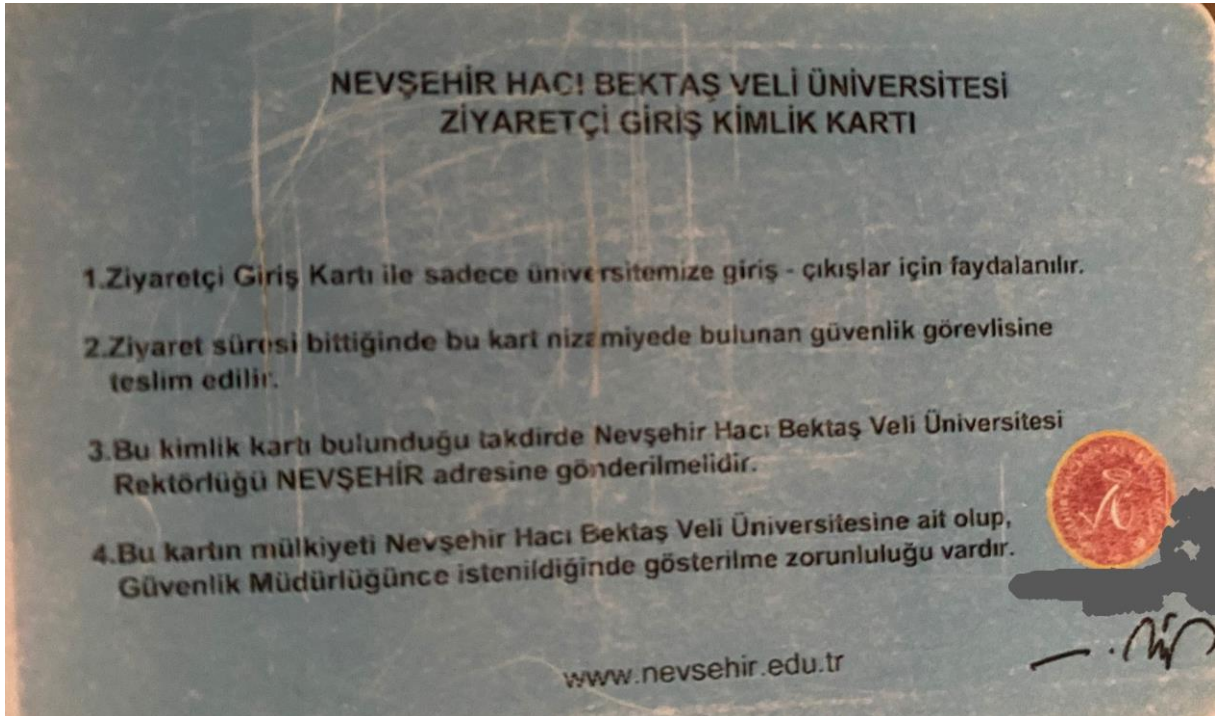 NEVŞEHİR HACI BEKTAŞ VELİ ÜNİVERSİTESİ
ZİYARETÇİ GİRİŞ KİMLİK KARTI
1.Ziyaretçi Giriş Kartı ile sadece üniversitemize giriş - çıkışlar için faydalanılır.
2.Ziyaret süresi bittiğinde bu kart nizamiyede bulunan güvenlik görevlisine
teslim edilir.
3.Bu kimlik kartı bulunduğu takdirde Nevşehir Hacı Bektaş Veli Üniversitesi
Rektörlüğü NEVŞEHİR adresine gönderilmelidir.
4.Bu kartın mülkiyeti Nevşehir Hacı Bektaş Veli Üniversitesine ait olup,
Güvenlik Müdürlüğünce istenildiğinde gösterilme zorunluluğu vardır.
www.nevsehir.edu.tr